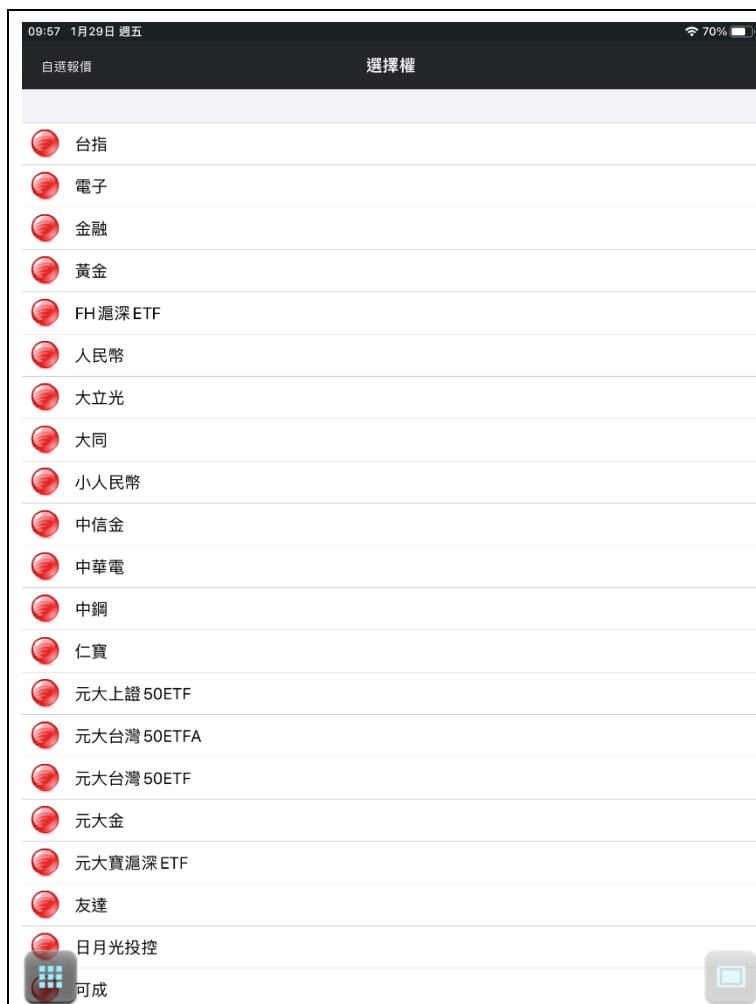 09:57 1月29日 週五 70%
自選報價 選擇權
台指
電子
金融
黃金
FH滬深ETF
人民幣
大立光
大同
小人民幣
中信金
中華電
中鋼
仁寶
元大上證50ETF
元大台灣50ETFA
元大台灣50ETF
元大金
元大寶滬深ETF
友達
日月光投控
可成